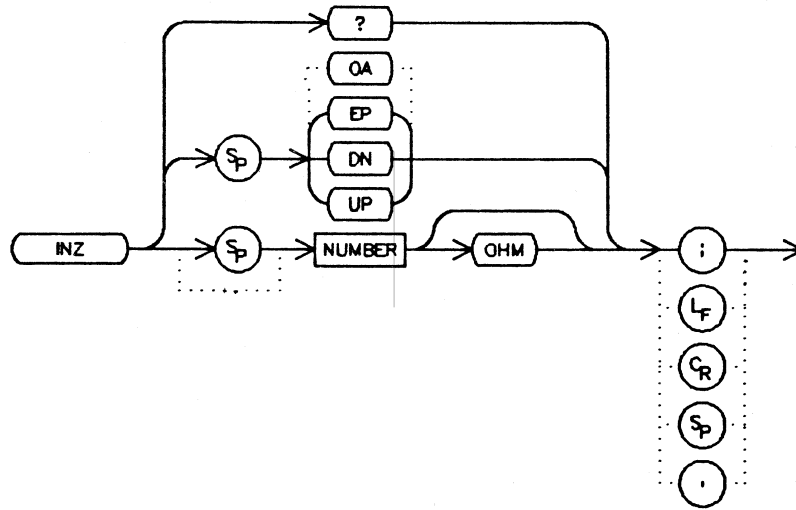 ?
OA
EP
SP DN
UP
INZ SP NUMBER OHM ;
LF
CR
SP
,